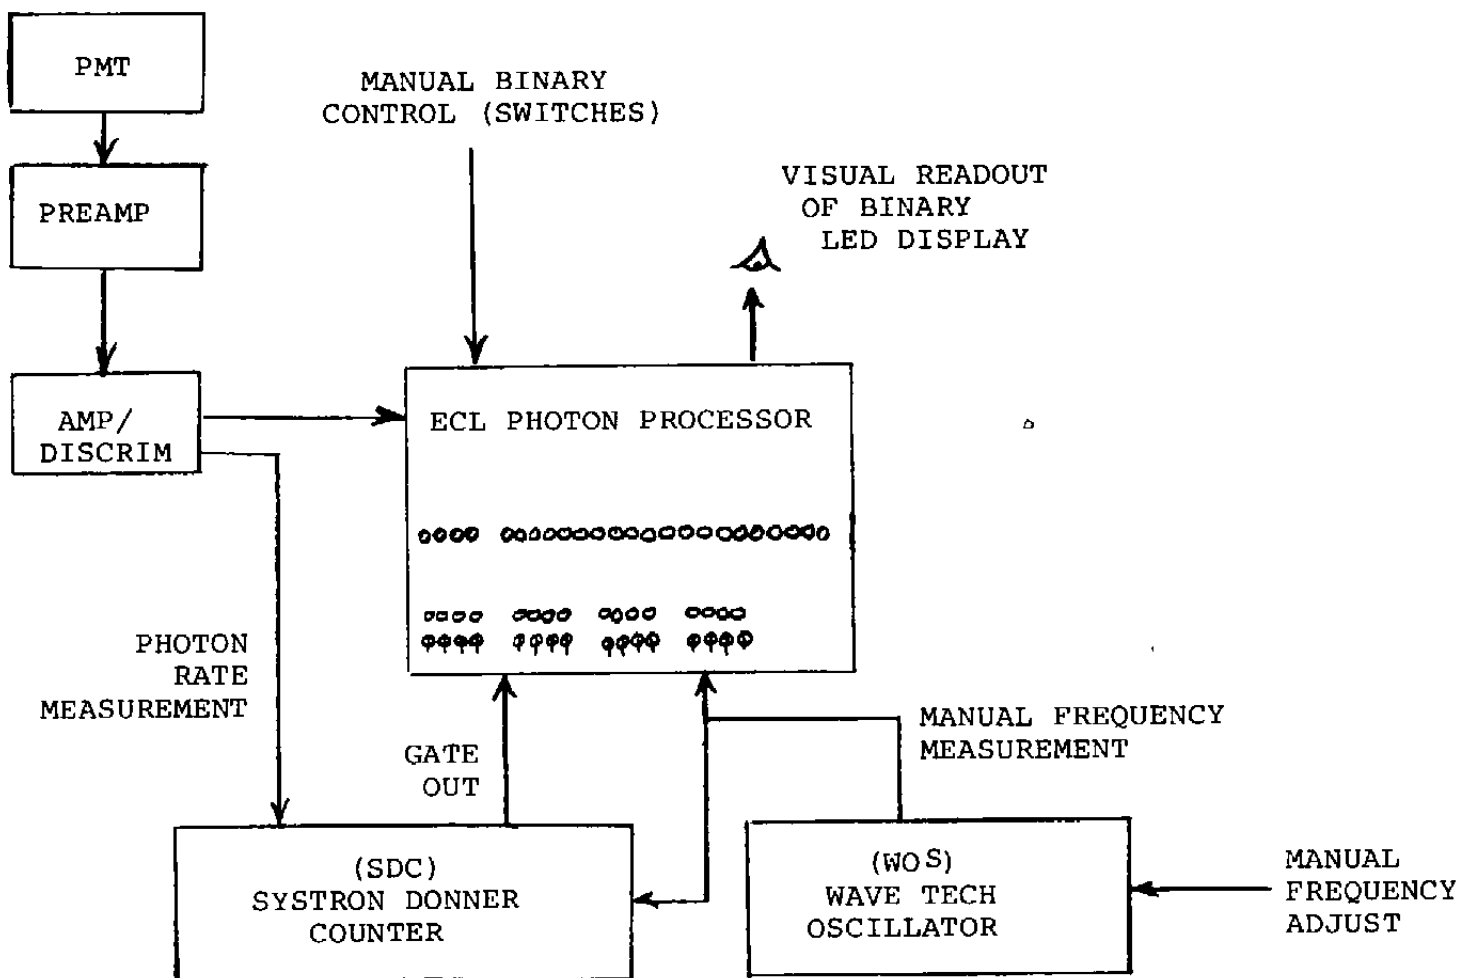 PMT
MANUAL BINARY
CONTROL (SWITCHES)
PREAMP
VISUAL READOUT
OF BINARY
LED DISPLAY
AMP/
DISCRIM
ECL PHOTON PROCESSOR
PHOTON
RATE
MEASUREMENT
GATE
OUT
MANUAL FREQUENCY
MEASUREMENT
(SDC)
SYSTRON DONNER
COUNTER
(WOS)
WAVE TECH
OSCILLATOR
MANUAL
FREQUENCY
ADJUST